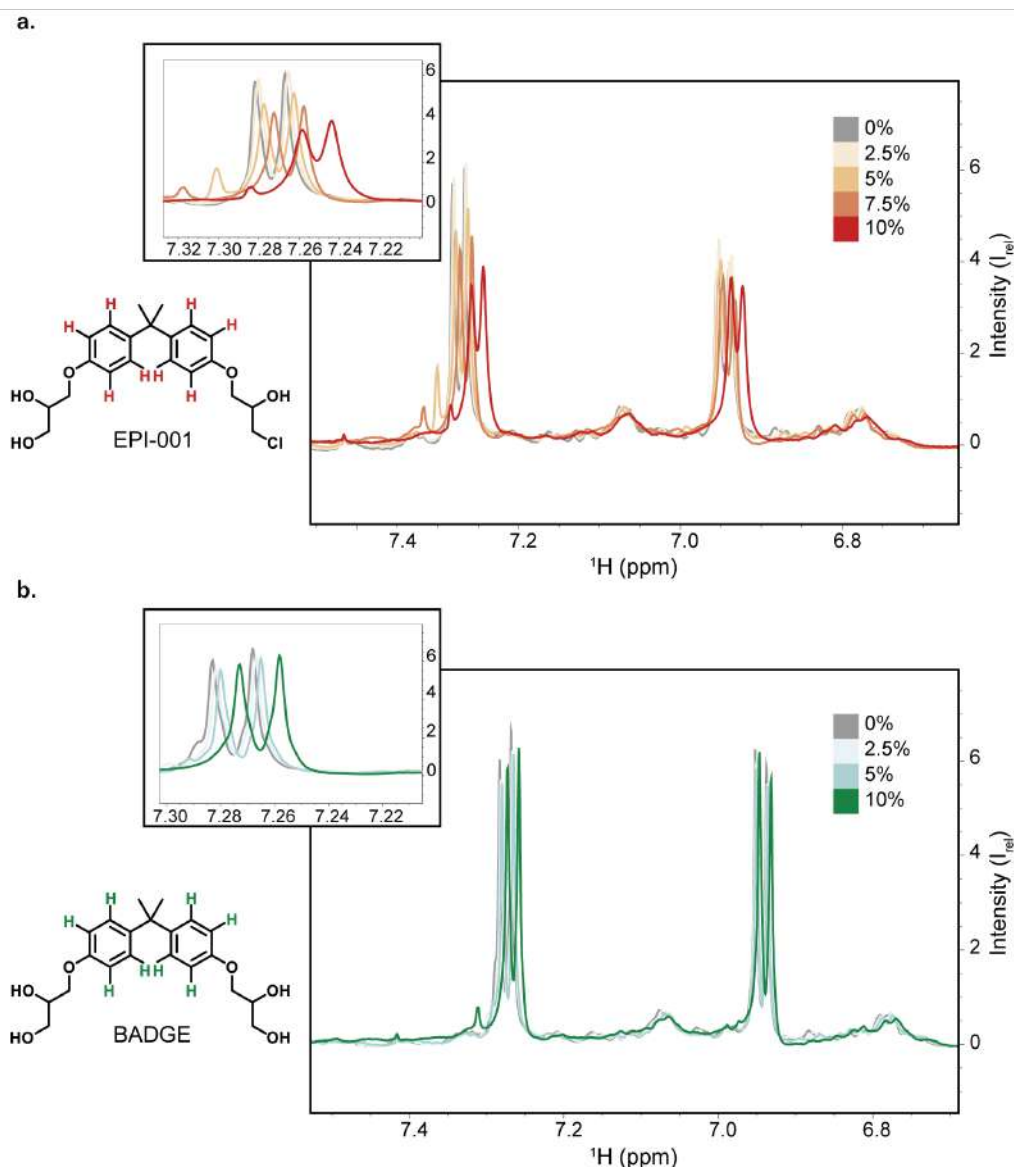 a.
6
4
2
0
7.32 7.30 7.28 7.26 7.24 7.22
0%
2.5%
5%
7.5%
10%
6
4
2
0
Intensity (Irel)
H H
H H
O H H O
H H
HO OH
HO Cl
EPI-001
7.4 7.2 7.0 6.8
¹H (ppm)
b.
6
4
2
0
7.30 7.28 7.26 7.24 7.22
0%
2.5%
5%
10%
6
4
2
0
Intensity (Irel)
H H
H H
O H H O
H H
HO OH
HO OH
BADGE
7.4 7.2 7.0 6.8
¹H (ppm)